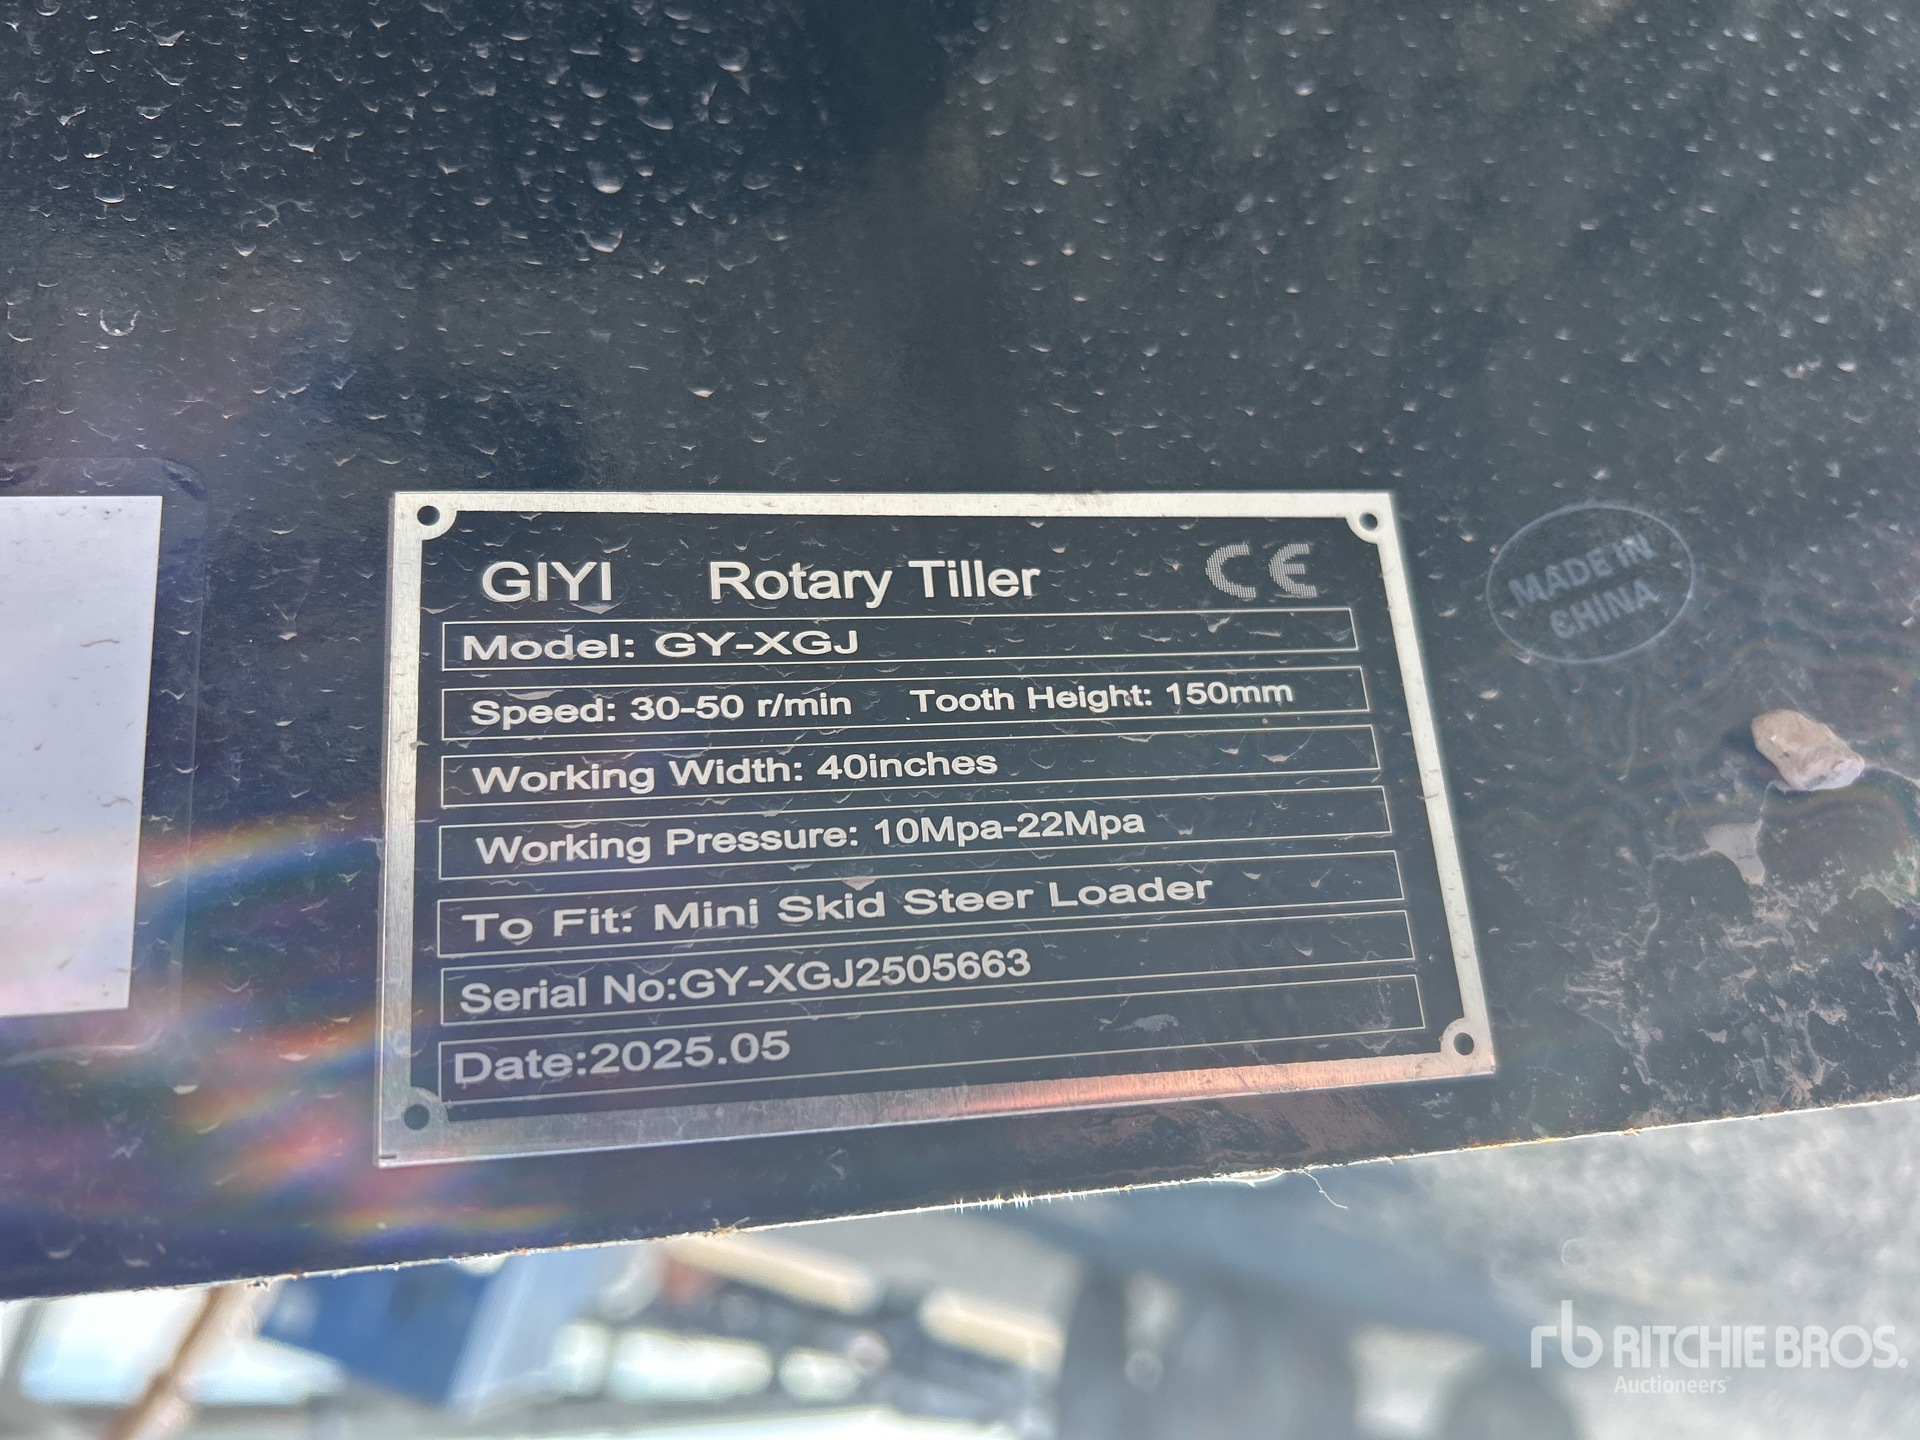 GIYI Rotary Tiller CE
Model: GY-XGJ
Speed: 30-50 r/min Tooth Height: 150mm
Working Width: 40inches
Working Pressure: 10Mpa-22Mpa
To Fit: Mini Skid Steer Loader
Serial No:GY-XGJ2505663
Date:2025.05
MADE IN
CHINA
rb RITCHIE BROS.
Auctioneers